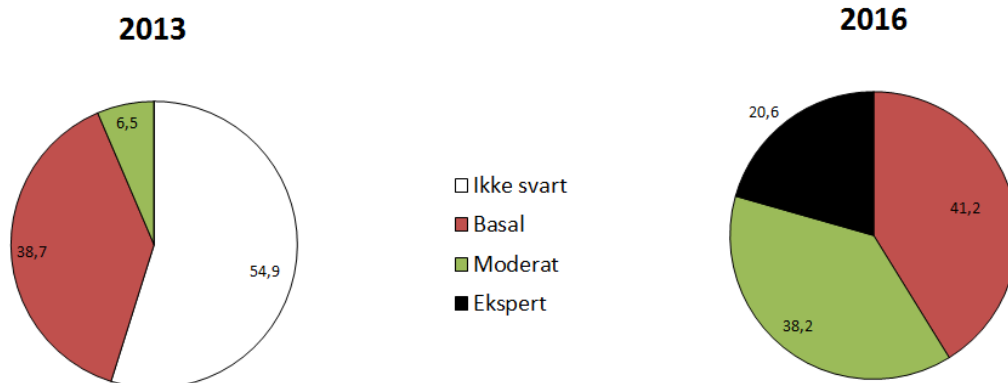 2013
2016
6,5
38,7
54,9
Ikke svart
Basal
Moderat
Ekspert
20,6
41,2
38,2